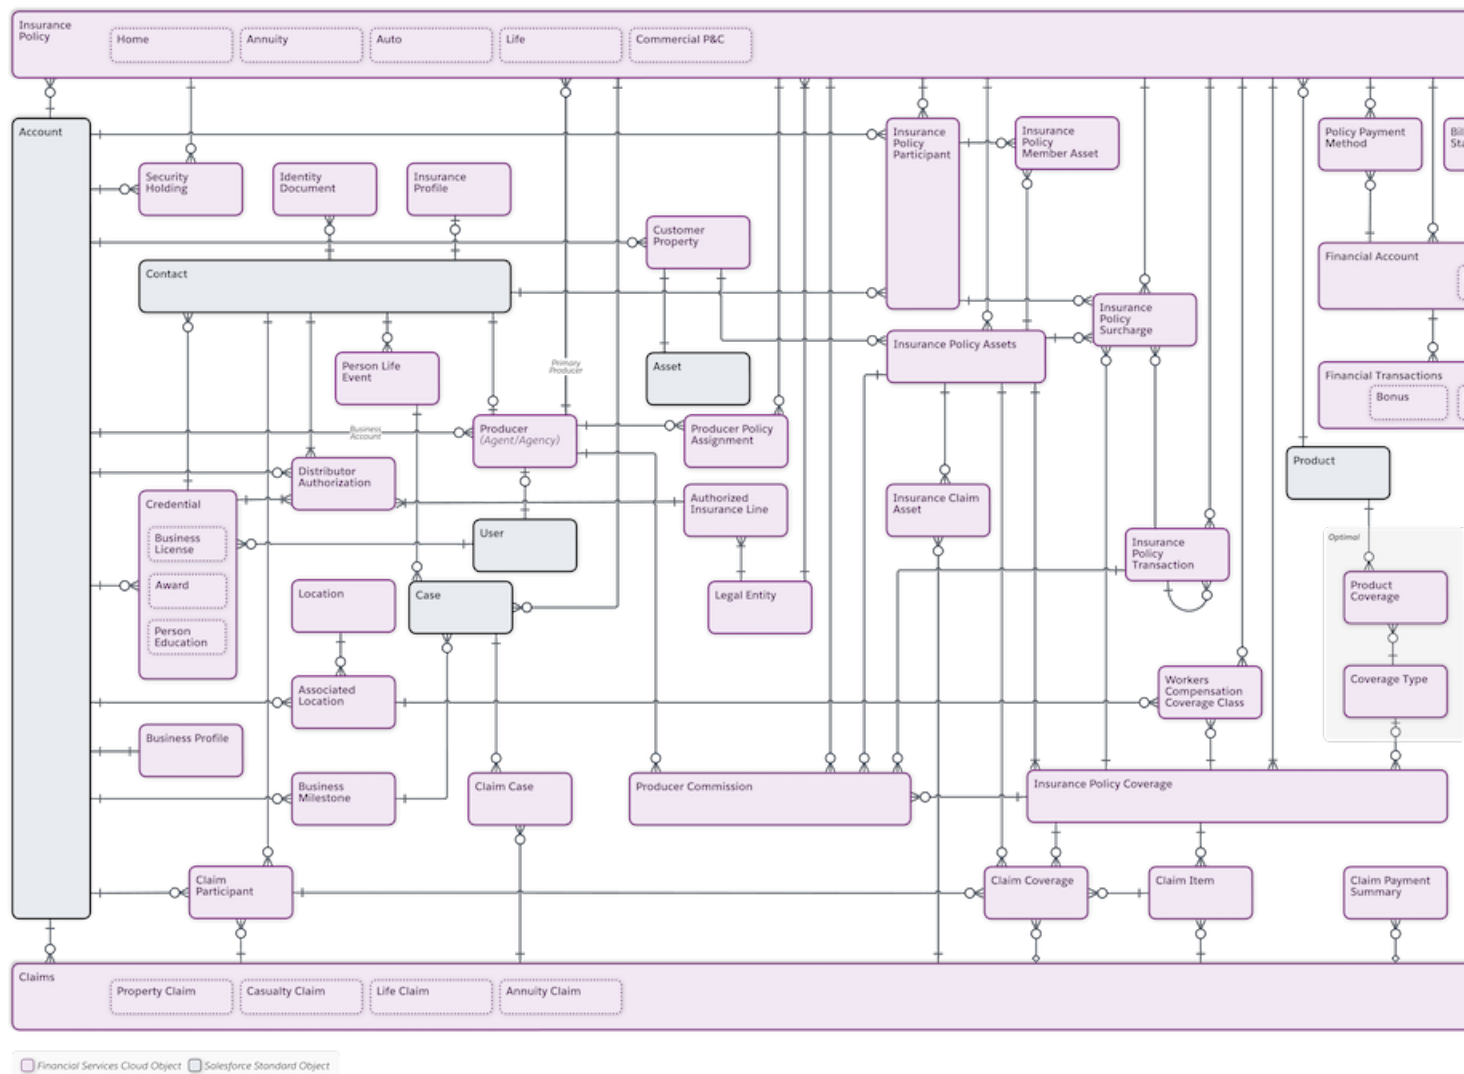 Insurance
Policy
Home
Annuity
Auto
Life
Commercial P&C
Account
Security
Holding
Identity
Document
Insurance
Profile
Customer
Property
Contact
Insurance
Policy
Participant
Insurance
Policy
Member Asset
Policy Payment
Method
Financial Account
Insurance
Policy
Surcharge
Insurance Policy Assets
Person Life
Event
Primary
Producer
Asset
Financial Transactions
Bonus
Business
Account
Producer
(Agent/Agency)
Producer Policy
Assignment
Product
Distributor
Authorization
Credential
Business
License
Award
Person
Education
Authorized
Insurance Line
Insurance Claim
Asset
User
Insurance
Policy
Transaction
Optimal
Product
Coverage
Location
Case
Legal Entity
Associated
Location
Workers
Compensation
Coverage Class
Coverage Type
Business Profile
Business
Milestone
Claim Case
Producer Commission
Insurance Policy Coverage
Claim
Participant
Claim Coverage
Claim Item
Claim Payment
Summary
Claims
Property Claim
Casualty Claim
Life Claim
Annuity Claim
Financial Services Cloud Object
Salesforce Standard Object